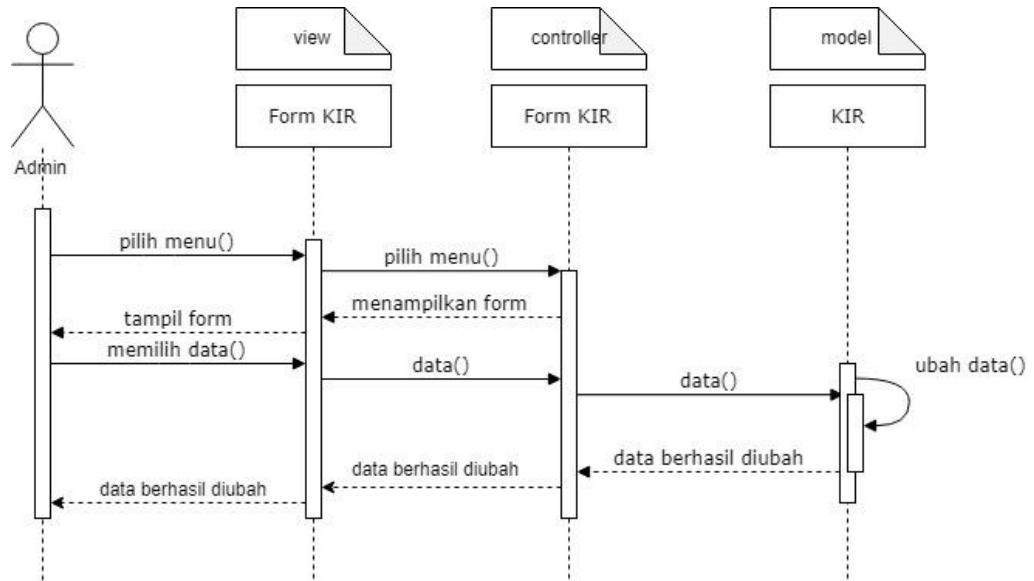 view
controller
model
Form KIR
Form KIR
KIR
Admin
pilih menu()
pilih menu()
menampilkan form
tampil form
memilih data()
data()
data()
ubah data()
data berhasil diubah
data berhasil diubah
data berhasil diubah